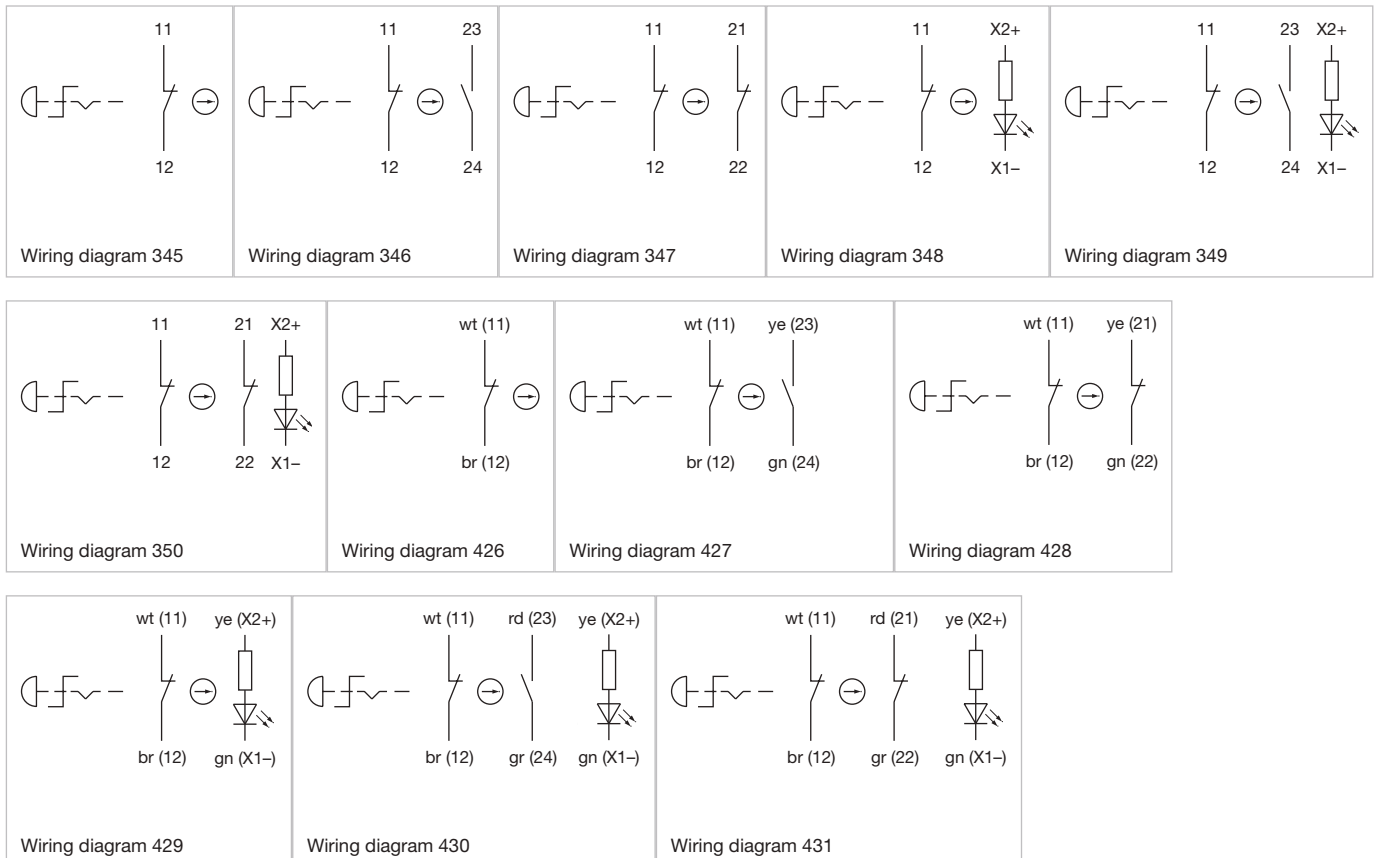 11
12
Wiring diagram 345
11 23
12 24
Wiring diagram 346
11 21
12 22
Wiring diagram 347
11 X2+
12 X1–
Wiring diagram 348
11 23 X2+
12 24 X1–
Wiring diagram 349
11 21 X2+
12 22 X1–
Wiring diagram 350
wt (11)
br (12)
Wiring diagram 426
wt (11) ye (23)
br (12) gn (24)
Wiring diagram 427
wt (11) ye (21)
br (12) gn (22)
Wiring diagram 428
wt (11) ye (X2+)
br (12) gn (X1–)
Wiring diagram 429
wt (11) rd (23) ye (X2+)
br (12) gr (24) gn (X1–)
Wiring diagram 430
wt (11) rd (21) ye (X2+)
br (12) gr (22) gn (X1–)
Wiring diagram 431